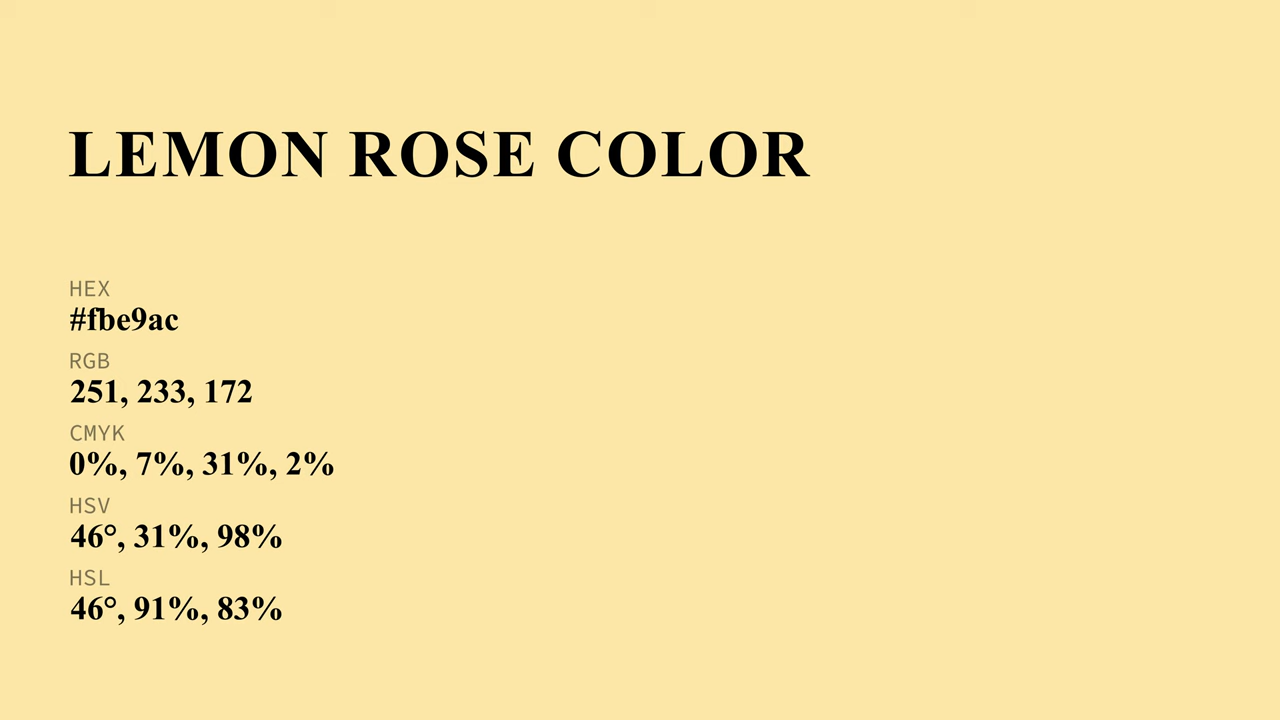 LEMON ROSE COLOR
HEX
#fbe9ac
RGB
251, 233, 172
CMYK
0%, 7%, 31%, 2%
HSV
46°, 31%, 98%
HSL
46°, 91%, 83%